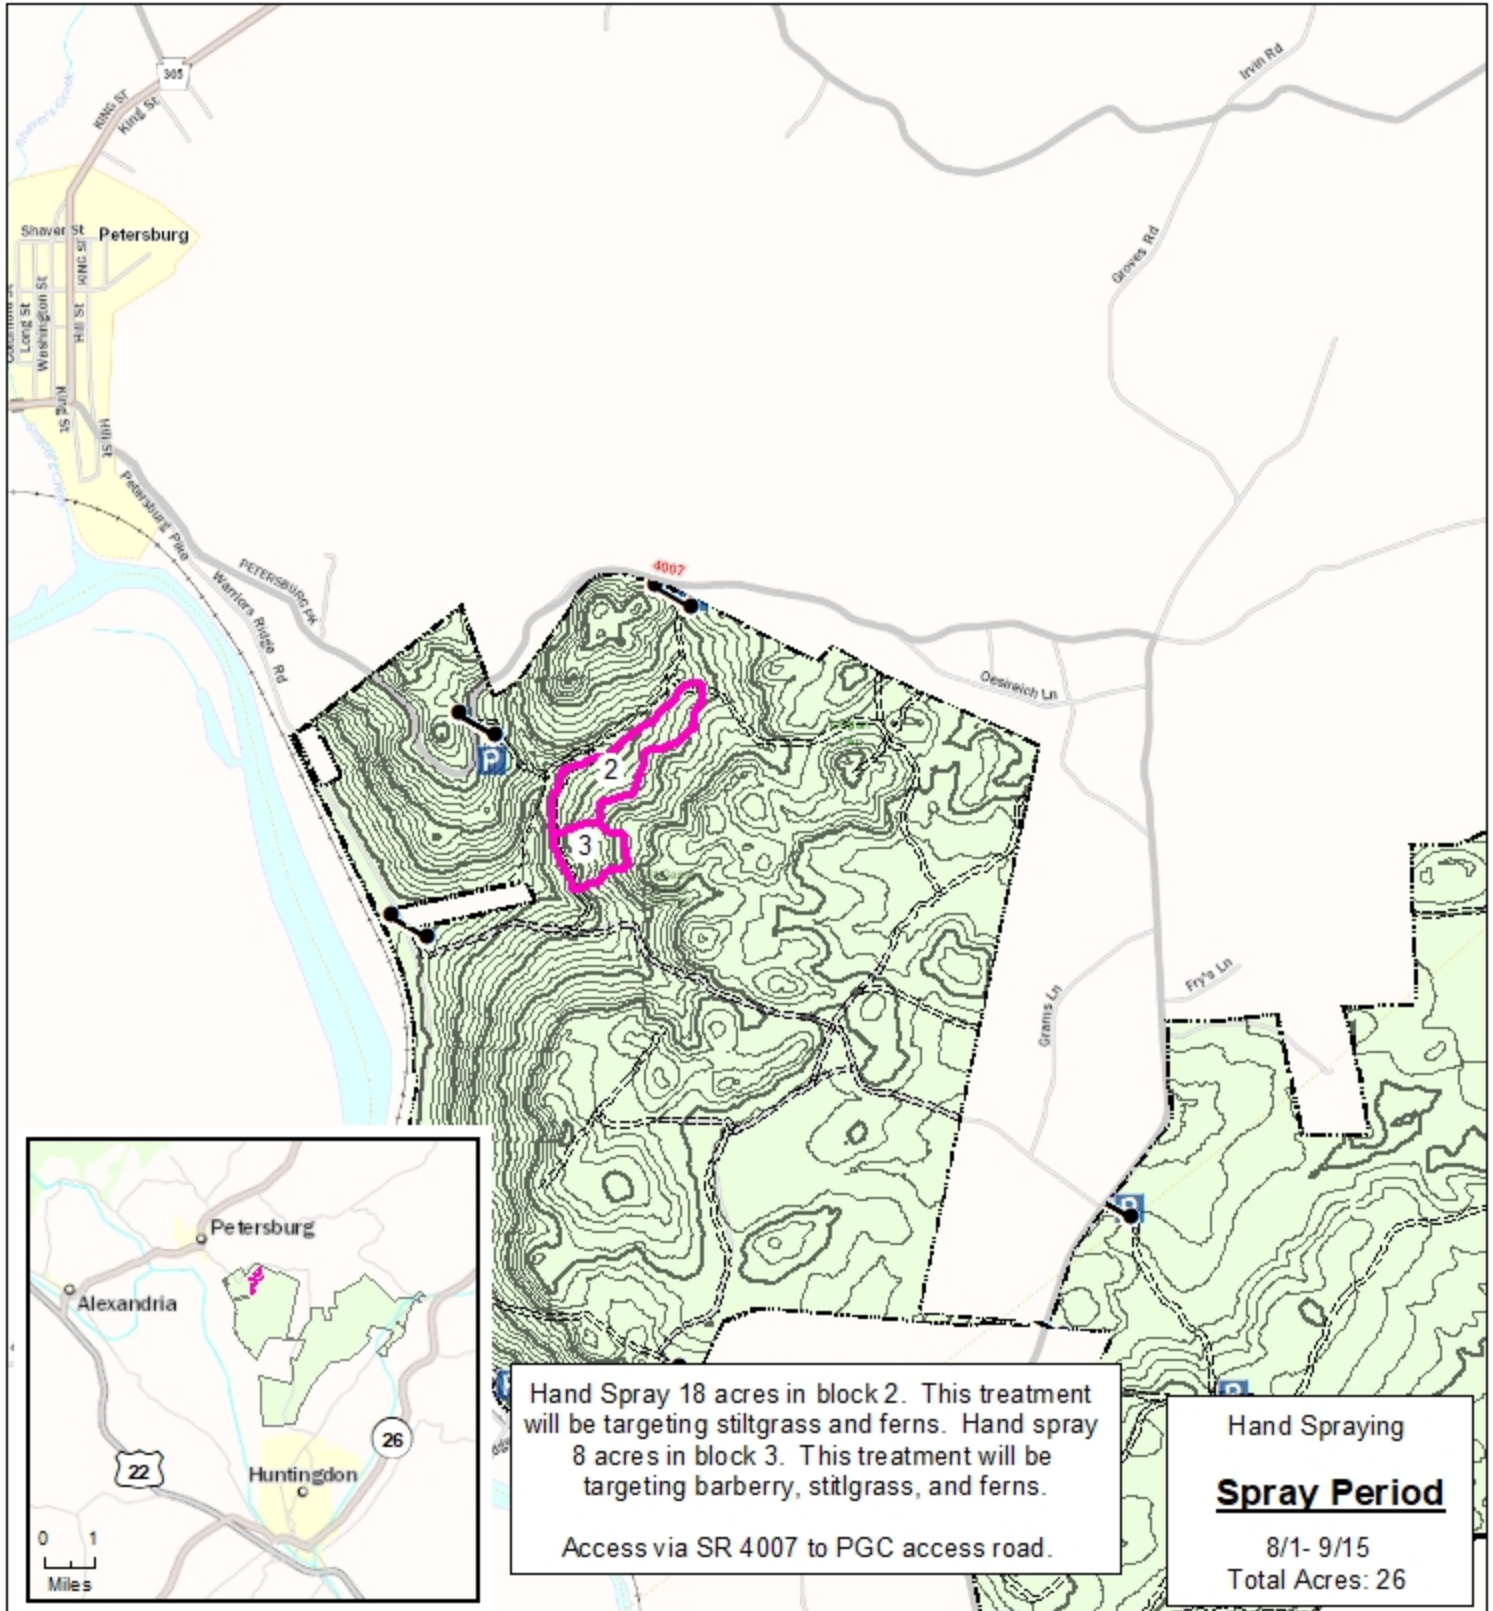 305
Shaver's Creek
KING ST
King St
Shaver St
Petersburg
KING St
Long St
Washington St
Hill St
King St
Hill St
Shaver's Creek
Petersburg Pike
PETERSBURG PK
Warriors Ridge Rd
Irvin Rd
Groves Rd
4007
Oesireich Ln
P
2
3
Grams Ln
Fry's Ln
P
P
Petersburg
Alexandria
26
22
Huntingdon
0 1
Miles
Hand Spray 18 acres in block 2. This treatment
will be targeting stiltgrass and ferns. Hand spray
8 acres in block 3. This treatment will be
targeting barberry, stitlgrass, and ferns.
Access via SR 4007 to PGC access road.
Hand Spraying
Spray Period
8/1- 9/15
Total Acres: 26